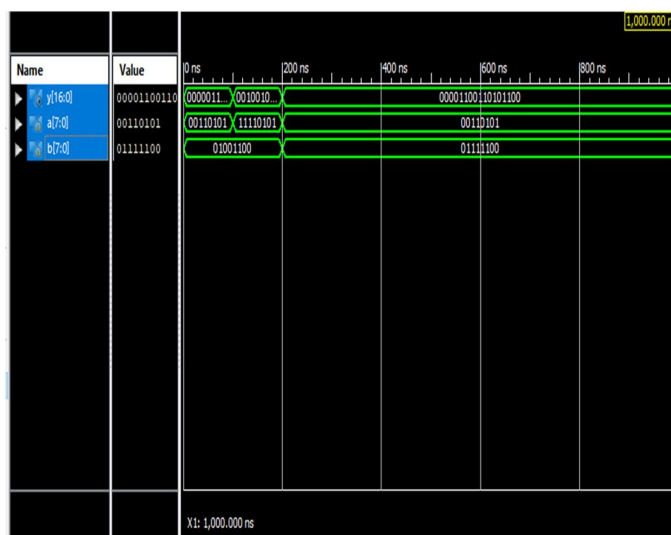 1,000.000 n
Name Value
0 ns 200 ns 400 ns 600 ns 800 ns
y[16:0] 00001100110 0000011... 0010010... 00001100110101100
a[7:0] 00110101 00110101 11110101 00110101
b[7:0] 01111100 01001100 01111100
X1: 1,000.000 ns